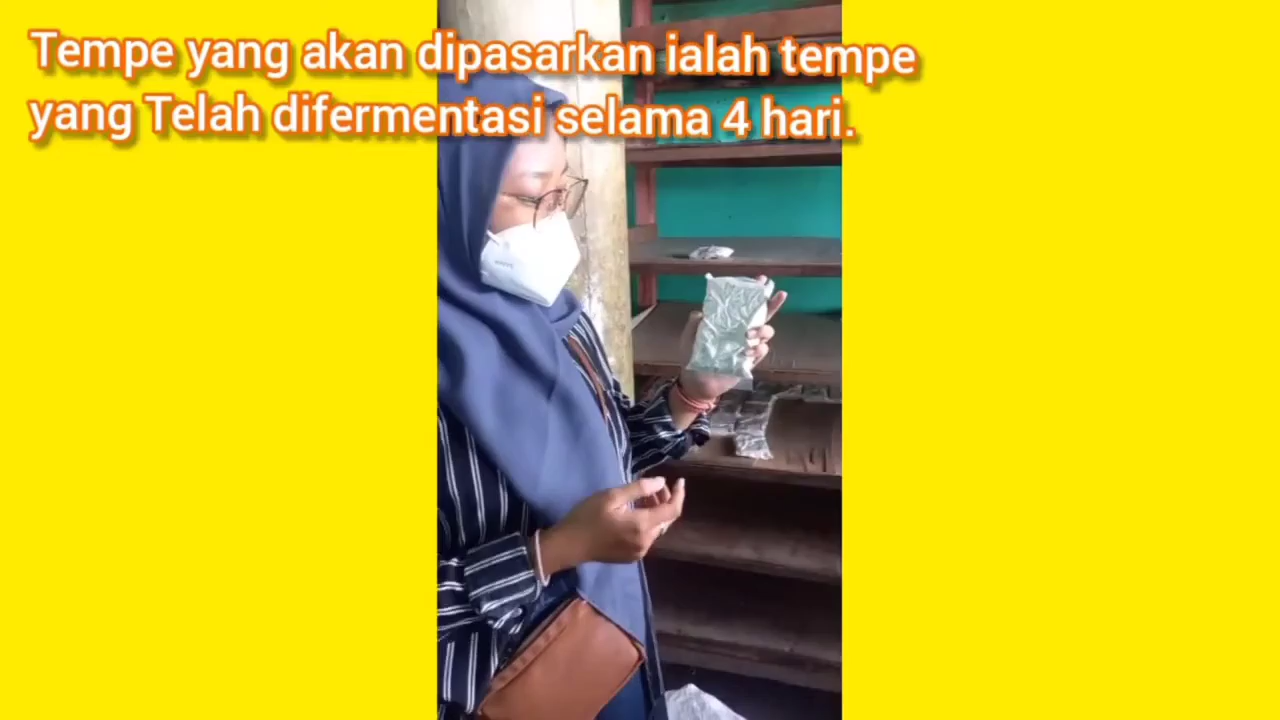 Tempe yang akan dipasarkan ialah tempe
yang Telah difermentasi selama 4 hari.